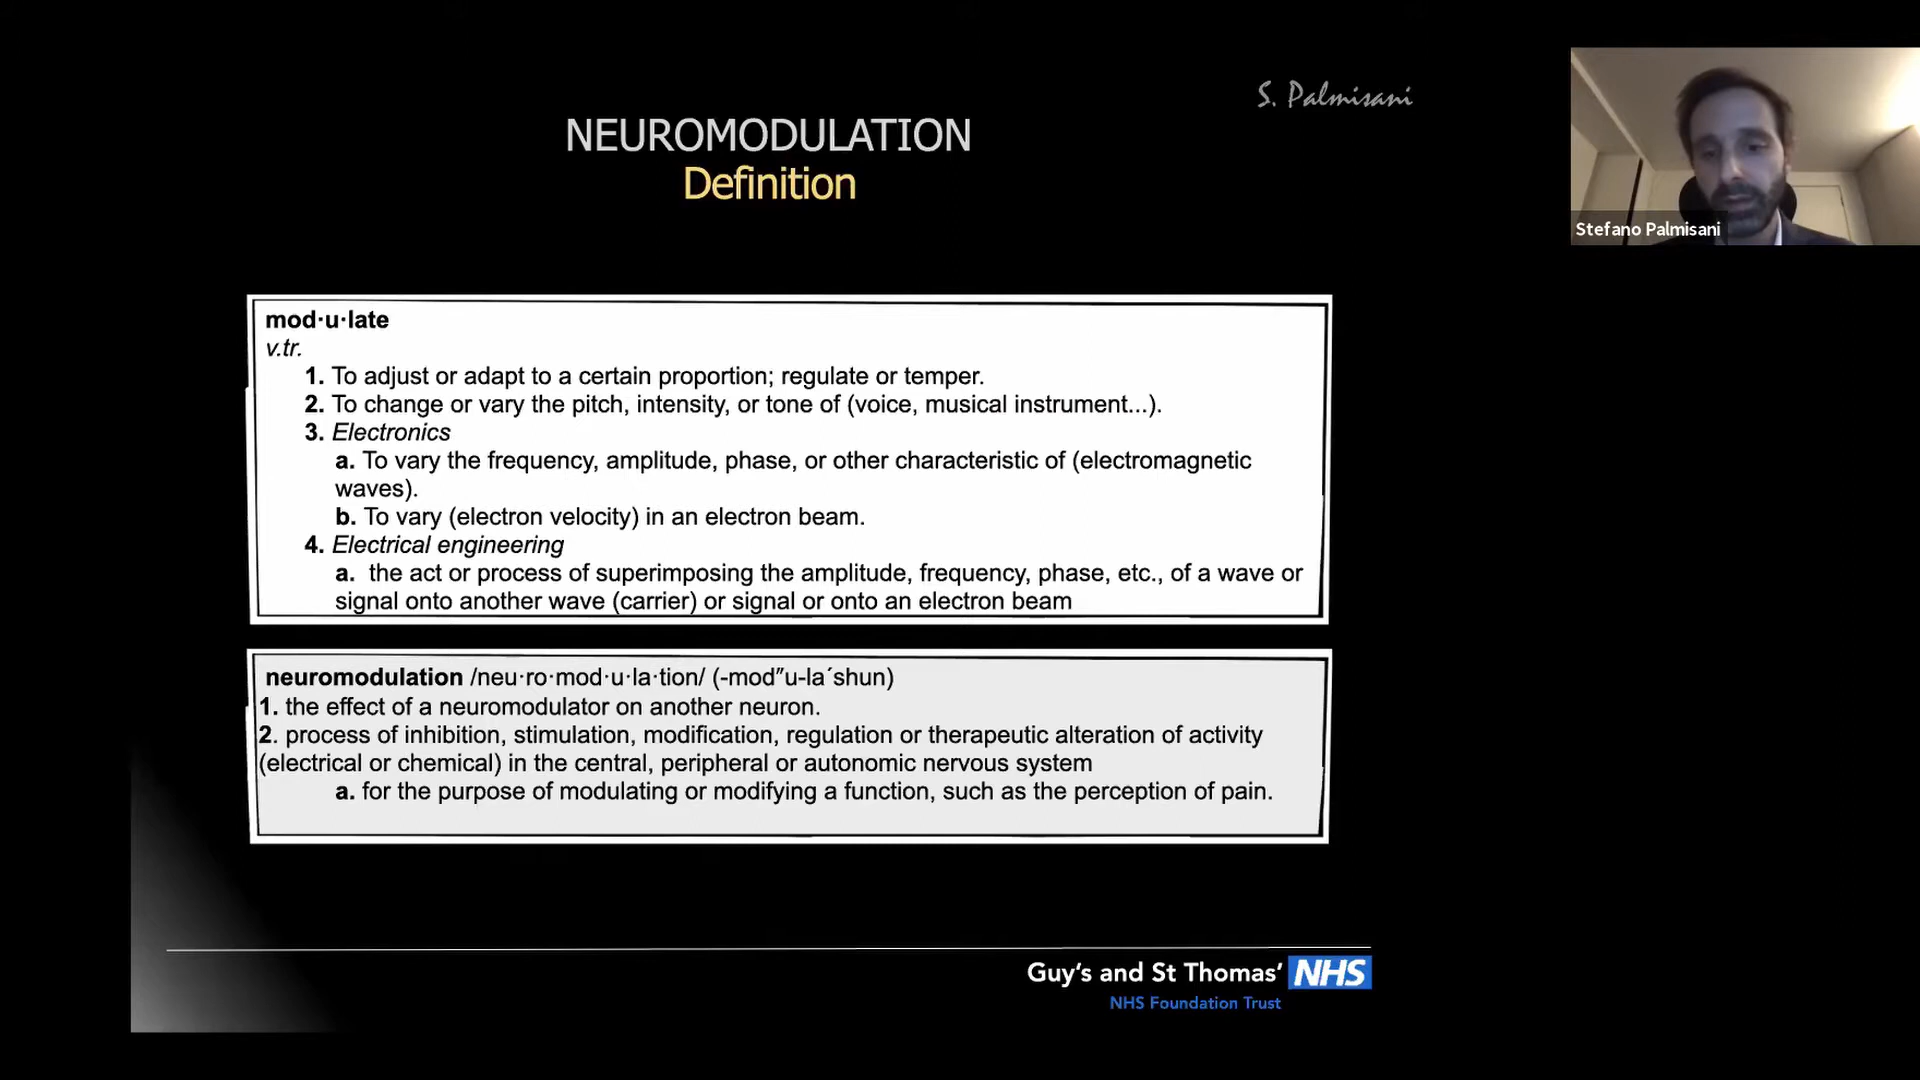 S. Palmisani
NEUROMODULATION
Definition
Stefano Palmisani
mod·u·late
v.tr.
1. To adjust or adapt to a certain proportion; regulate or temper.
2. To change or vary the pitch, intensity, or tone of (voice, musical instrument...).
3. Electronics
a. To vary the frequency, amplitude, phase, or other characteristic of (electromagnetic
waves).
b. To vary (electron velocity) in an electron beam.
4. Electrical engineering
a. the act or process of superimposing the amplitude, frequency, phase, etc., of a wave or
signal onto another wave (carrier) or signal or onto an electron beam
neuromodulation /neu·ro·mod·u·la·tion/ (-mod″u-la´shun)
1. the effect of a neuromodulator on another neuron.
2. process of inhibition, stimulation, modification, regulation or therapeutic alteration of activity
(electrical or chemical) in the central, peripheral or autonomic nervous system
a. for the purpose of modulating or modifying a function, such as the perception of pain.
Guy's and St Thomas' NHS
NHS Foundation Trust